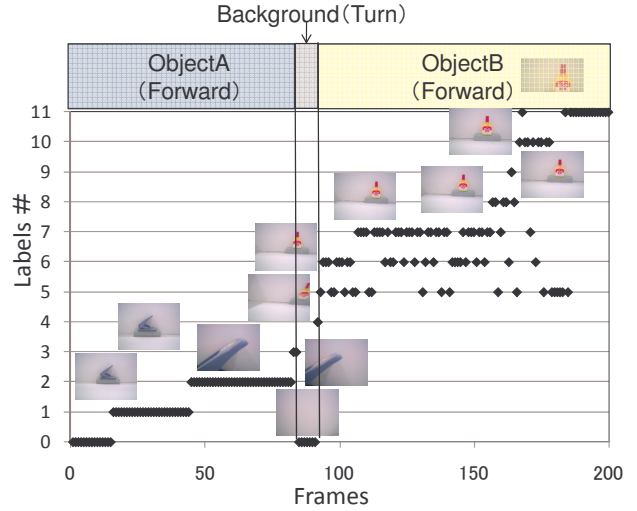 Background(Turn)
ObjectA
(Forward)
ObjectB
(Forward)
11
10
9
8
7
6
5
4
3
2
1
0
Labels #
0
50
100
150
200
Frames